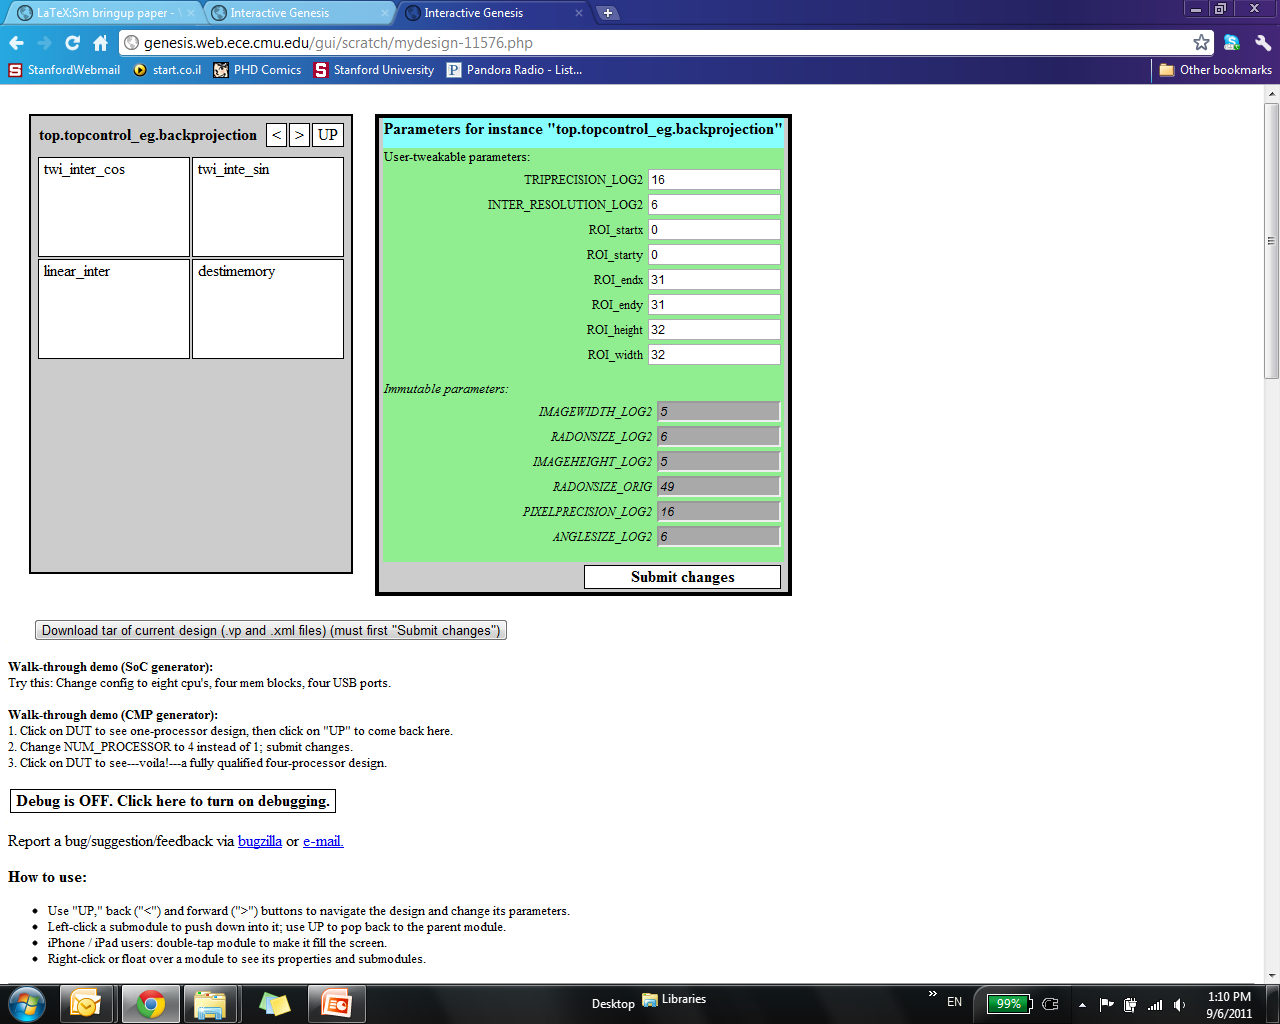 LaTeX:Sm bringup paper -
Interactive Genesis
Interactive Genesis
genesis.web.ece.cmu.edu/gui/scratch/mydesign-11576.php
StanfordWebmail
start.co.il
PHD Comics
Stanford University
Pandora Radio - List...
Other bookmarks
top.topcontrol_eg.backprojection < > UP
twi_inter_cos twi_inte_sin
linear_inter destimemory
Parameters for instance "top.topcontrol_eg.backprojection"
User-tweakable parameters:
TRIPRECISION_LOG2 16
INTER_RESOLUTION_LOG2 6
ROI_startx 0
ROI_starty 0
ROI_endx 31
ROI_endy 31
ROI_height 32
ROI_width 32
Immutable parameters:
IMAGEWIDTH_LOG2 5
RADONSIZE_LOG2 6
IMAGEHEIGHT_LOG2 5
RADONSIZE_ORIG 49
PIXELPRECISION_LOG2 16
ANGLESIZE_LOG2 6
Submit changes
Download tar of current design (.vp and .xml files) (must first "Submit changes")
Walk-through demo (SoC generator):
Try this: Change config to eight cpu's, four mem blocks, four USB ports.
Walk-through demo (CMP generator):
1. Click on DUT to see one-processor design, then click on "UP" to come back here.
2. Change NUM_PROCESSOR to 4 instead of 1; submit changes.
3. Click on DUT to see---voila!---a fully qualified four-processor design.
Debug is OFF. Click here to turn on debugging.
Report a bug/suggestion/feedback via bugzilla or e-mail.
How to use:
• Use "UP," back ("<") and forward (">") buttons to navigate the design and change its parameters.
• Left-click a submodule to push down into it; use UP to pop back to the parent module.
• iPhone / iPad users: double-tap module to make it fill the screen.
• Right-click or float over a module to see its properties and submodules.
Desktop
Libraries
»
EN
99%
1:10 PM
9/6/2011